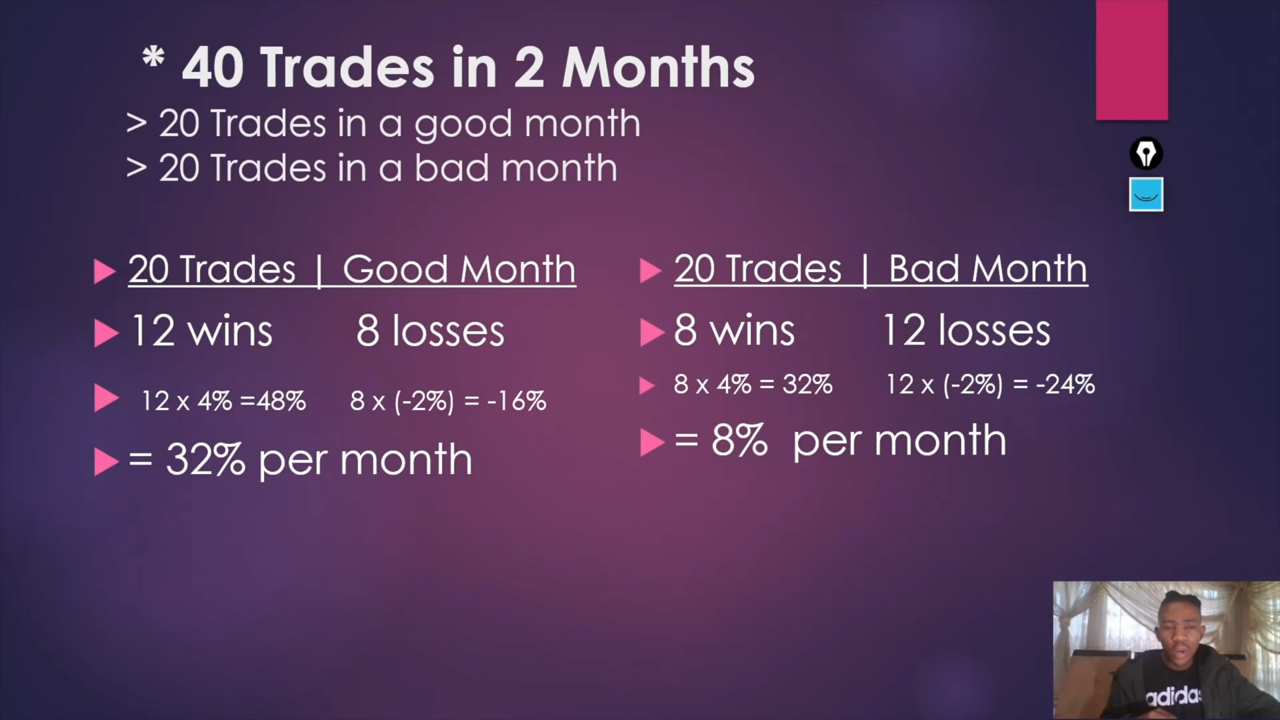 * 40 Trades in 2 Months
> 20 Trades in a good month
> 20 Trades in a bad month
20 Trades | Good Month
12 wins 8 losses
12 x 4% =48% 8 x (-2%) = -16%
= 32% per month
20 Trades | Bad Month
8 wins 12 losses
8 x 4% = 32% 12 x (-2%) = -24%
= 8% per month
adidas